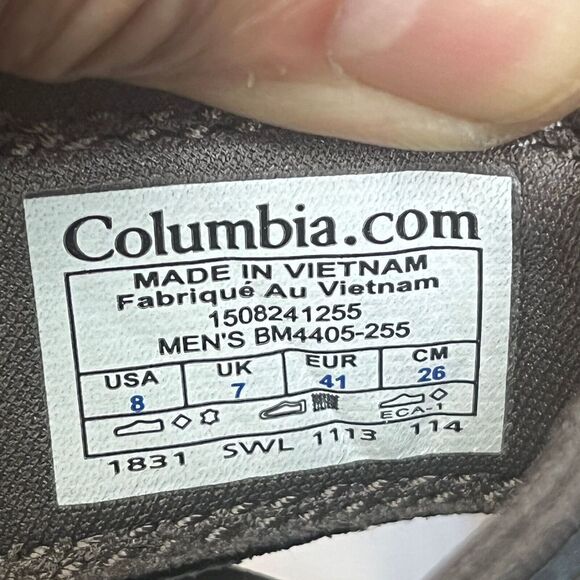 Columbia.com
MADE IN VIETNAM
Fabriqué Au Vietnam
1508241255
MEN'S BM4405-255
USA UK EUR CM
8 7 41 26
ECA-1
1831 SWL 1113 114